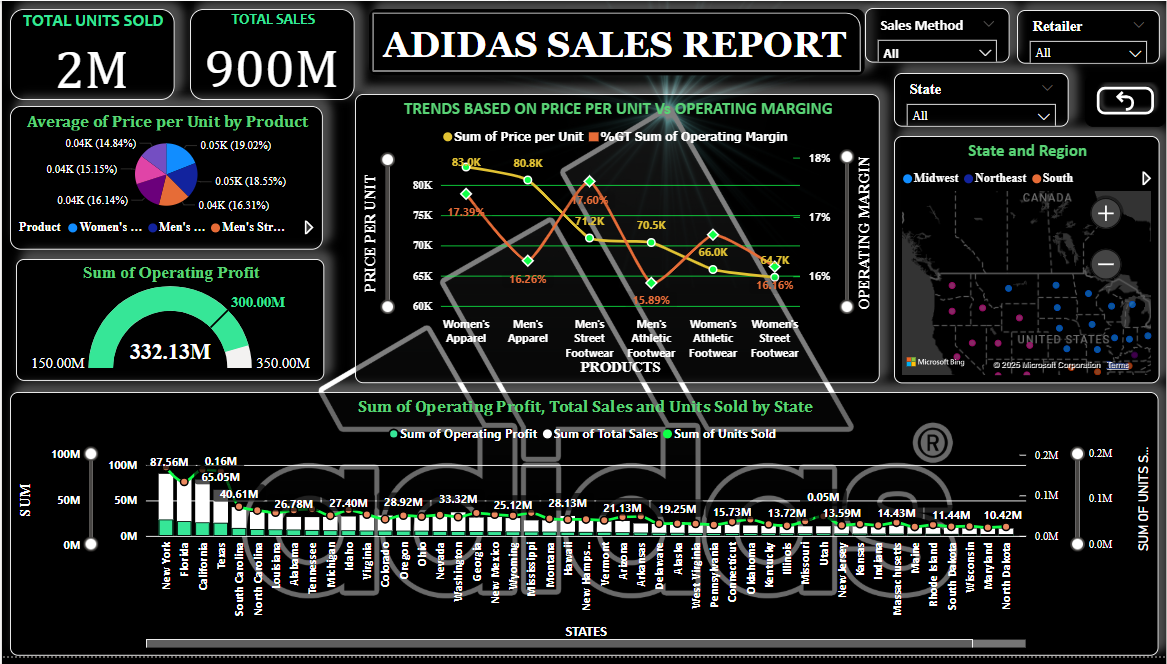 TOTAL UNITS SOLD
2M
TOTAL SALES
900M
ADIDAS SALES REPORT
Sales Method
All
Retailer
All
State
All
Average of Price per Unit by Product
0.04K (14.84%)
0.05K (19.02%)
0.04K (15.15%)
0.05K (18.55%)
0.04K (16.14%)
0.04K (16.31%)
Product Women's ... Men's ... Men's Str...
Sum of Operating Profit
300.00M
332.13M
150.00M
350.00M
TRENDS BASED ON PRICE PER UNIT Vs OPERATING MARGING
Sum of Price per Unit %GT Sum of Operating Margin
PRICE PER UNIT
80K
75K
70K
65K
60K
83.0K
80.8K
71.2K
70.5K
66.0K
64.7K
17.39%
16.26%
17.60%
15.89%
16.16%
18%
17%
16%
OPERATING MARGIN
Women's Apparel
Men's Apparel
Men's Street Footwear
Men's Athletic Footwear
Women's Athletic Footwear
Women's Street Footwear
PRODUCTS
State and Region
Midwest Northeast South
CANADA
UNITED STATES
Microsoft Bing
© 2025 Microsoft Corporation Terms
Sum of Operating Profit, Total Sales and Units Sold by State
Sum of Operating Profit Sum of Total Sales Sum of Units Sold
SUM
100M
50M
0M
100M
50M
0M
87.56M
0.16M
65.05M
40.61M
26.78M
27.40M
28.92M
33.32M
25.12M
28.13M
21.13M
19.25M
15.73M
13.72M
0.05M
13.59M
14.43M
11.44M
10.42M
0.2M
0.1M
0.0M
0.2M
0.1M
0.0M
SUM OF UNITS S...
New York
Florida
California
Texas
South Carolina
North Carolina
Louisiana
Alabama
Tennessee
Michigan
Idaho
Virginia
Colorado
Oregon
Ohio
Nevada
Washington
Georgia
New Mexico
Wyoming
Mississippi
Montana
Hawaii
New Hamps...
Vermont
Arizona
Arkansas
Delaware
Alaska
West Virginia
Pennsylvania
Connecticut
Oklahoma
Kentucky
Illinois
Missouri
Utah
New Jersey
Kansas
Indiana
Massachusetts
Maine
Rhode Island
South Dakota
Wisconsin
Maryland
North Dakota
STATES
adidas
®